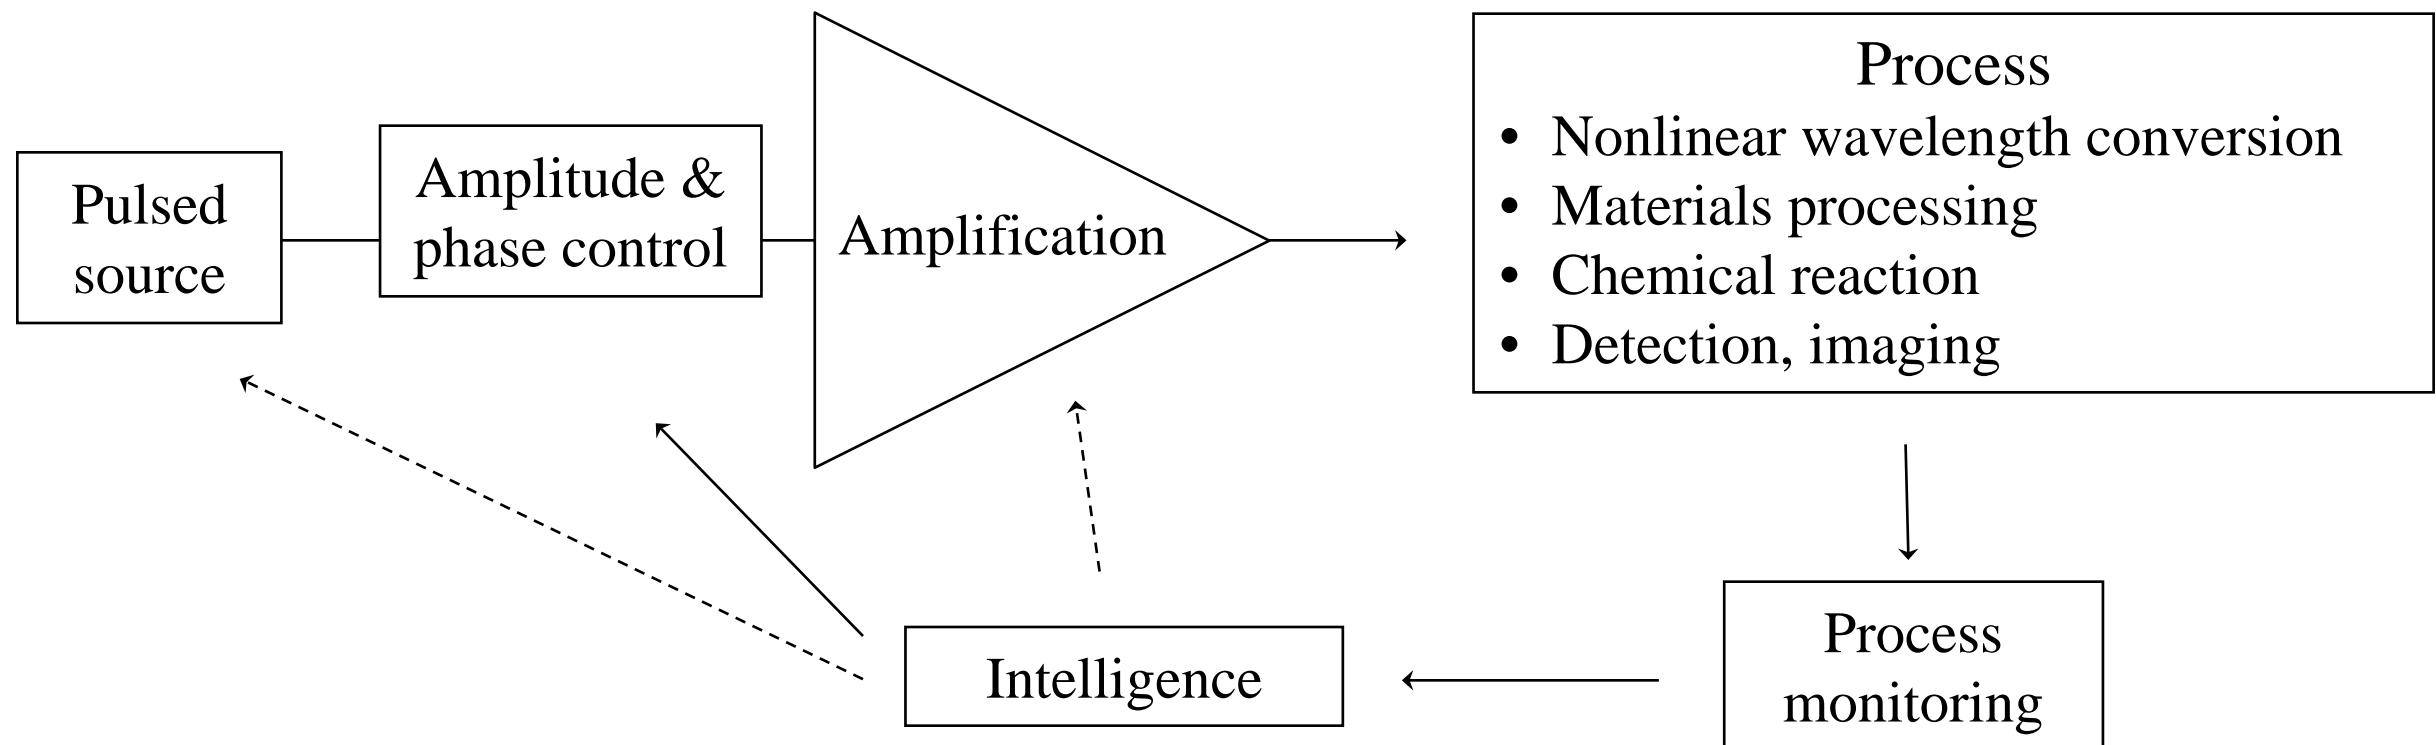 Pulsed
source
Amplitude &
phase control
Amplification
Process
• Nonlinear wavelength conversion
• Materials processing
• Chemical reaction
• Detection, imaging
Intelligence
Process
monitoring